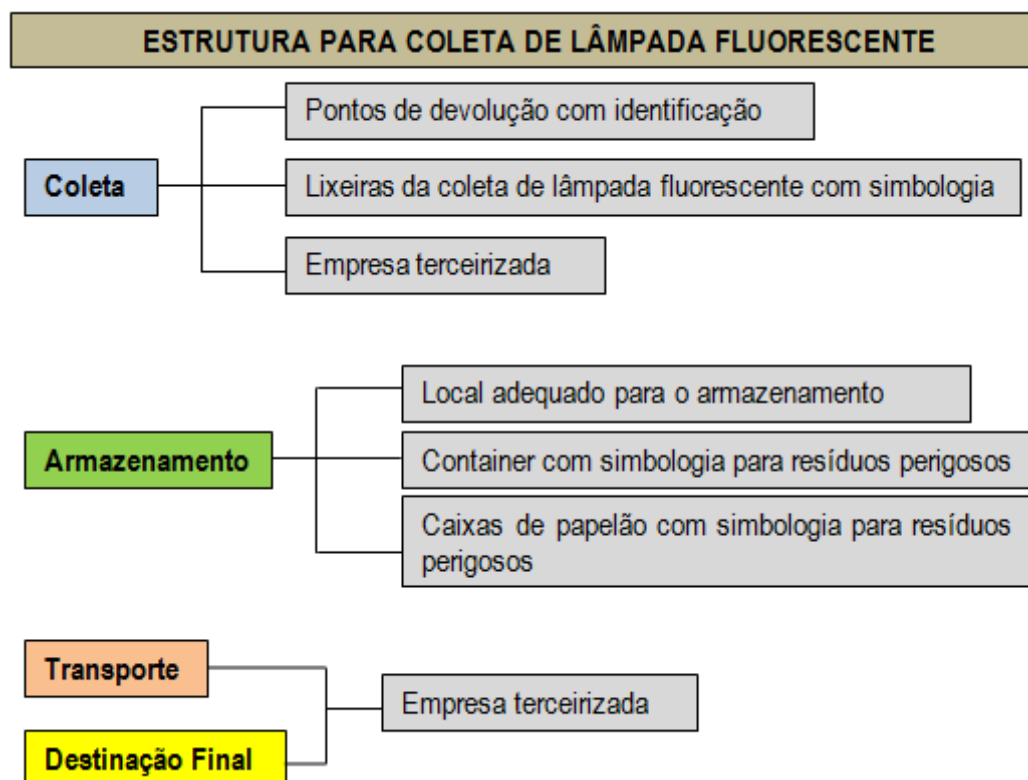 ESTRUTURA PARA COLETA DE LÂMPADA FLUORESCENTE
Pontos de devolução com identificação
Coleta
Lixeiras da coleta de lâmpada fluorescente com simbologia
Empresa terceirizada
Local adequado para o armazenamento
Armazenamento
Container com simbologia para resíduos perigosos
Caixas de papelão com simbologia para resíduos
perigosos
Transporte
Empresa terceirizada
Destinação Final